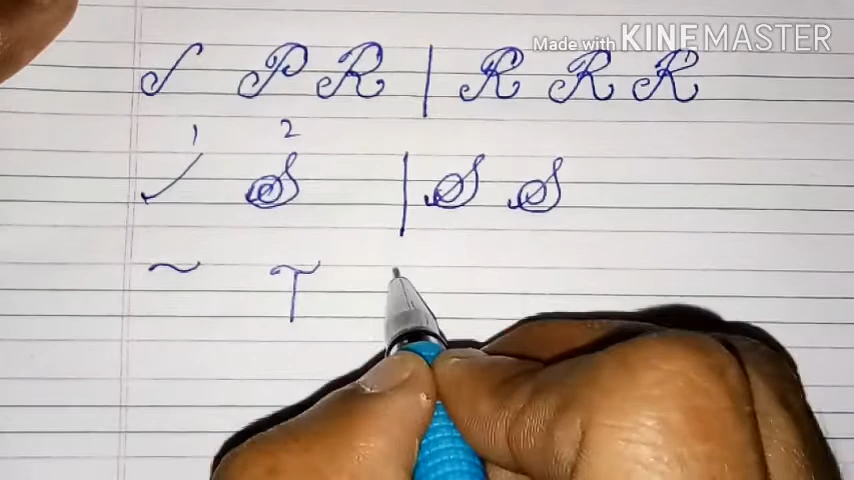 Made with KINEMASTER
P R | R R R
1 2
S | S S
~ T